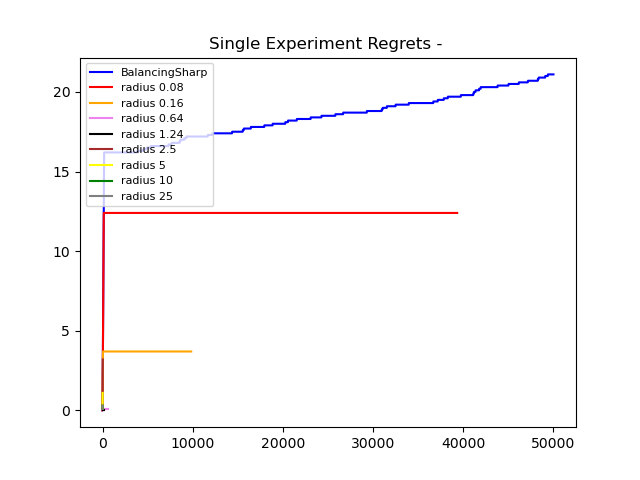 Single Experiment Regrets -
BalancingSharp
radius 0.08
radius 0.16
radius 0.64
radius 1.24
radius 2.5
radius 5
radius 10
radius 25
20
15
10
5
0
0 10000 20000 30000 40000 50000